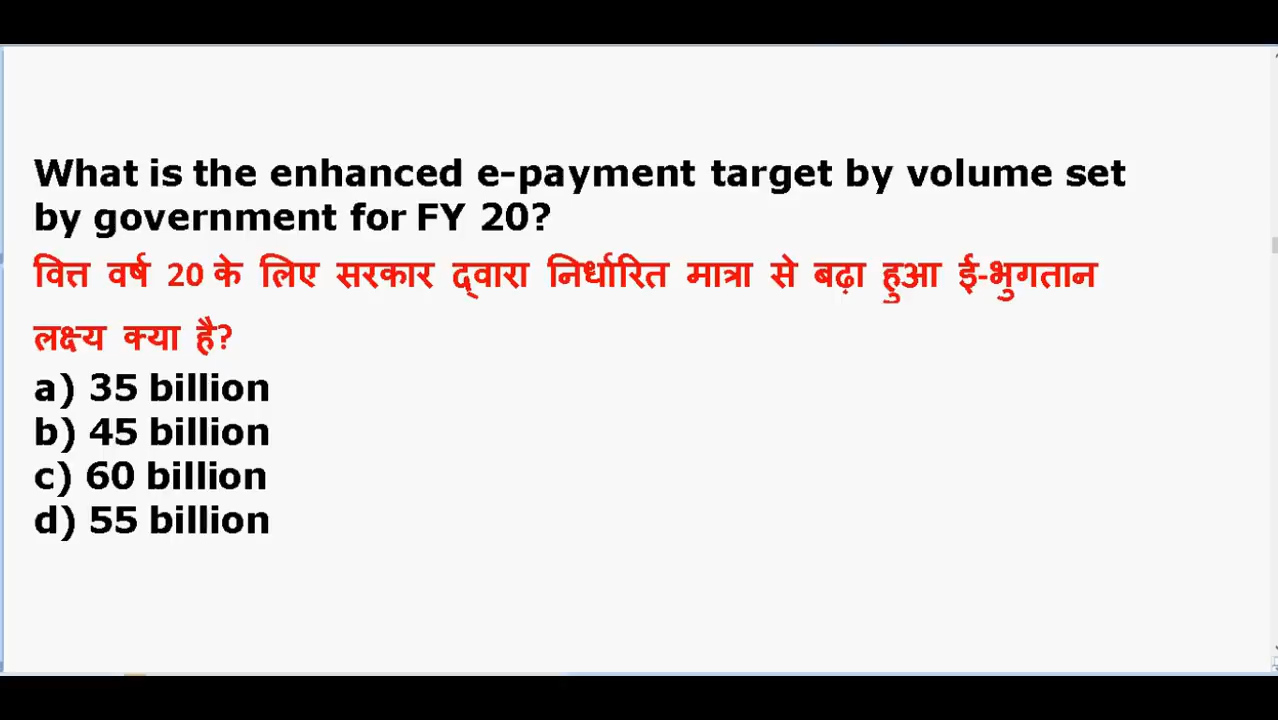 What is the enhanced e-payment target by volume set
by government for FY 20?
वित्त वर्ष 20 के लिए सरकार द्वारा निर्धारित मात्रा से बढ़ा हुआ ई-भुगतान
लक्ष्य क्या है?
a) 35 billion
b) 45 billion
c) 60 billion
d) 55 billion